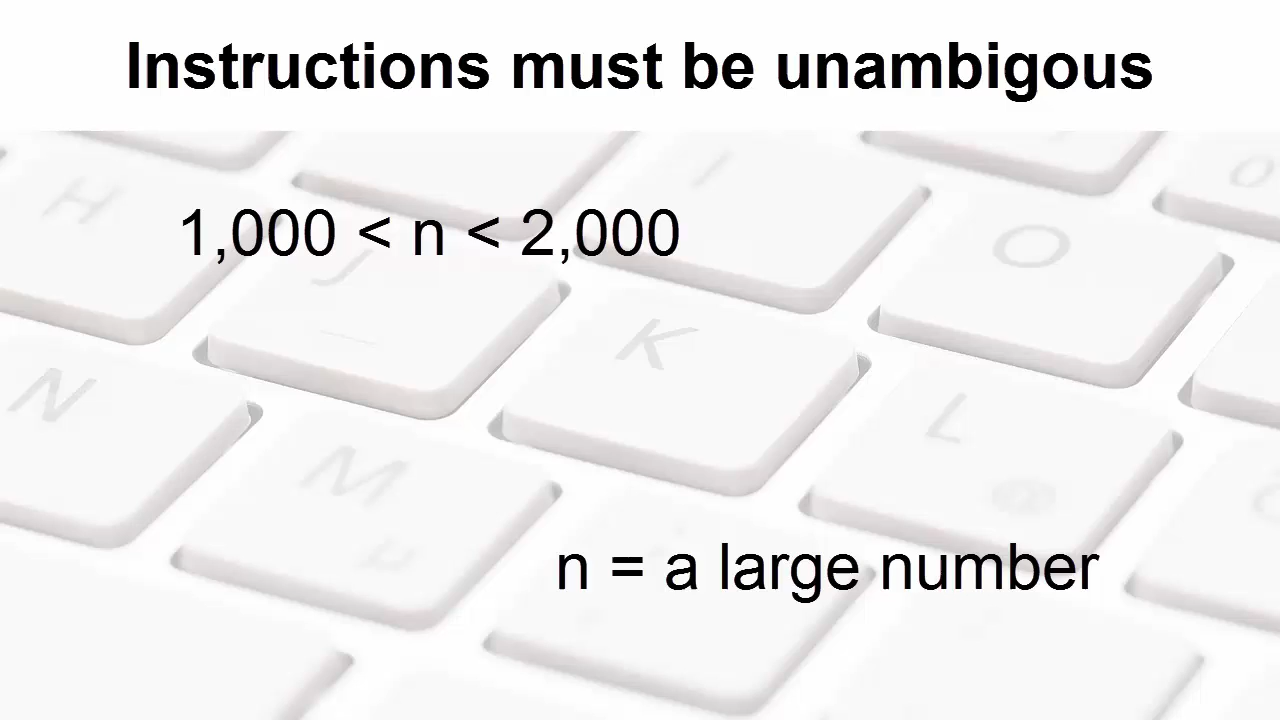 Instructions must be unambigous
1,000 < n < 2,000
n = a large number
H
I
O
O
J
K
N
L
M
@
µ